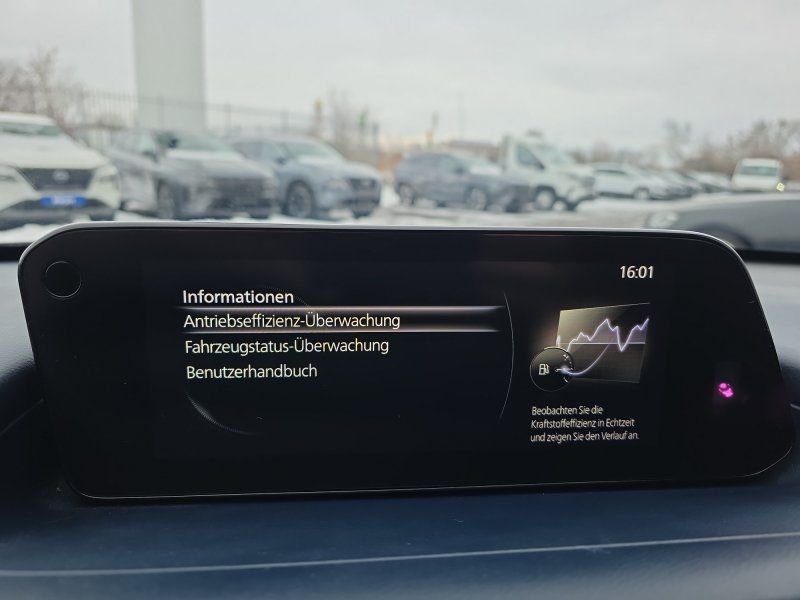 16:01
Informationen
Antriebseffizienz-Überwachung
Fahrzeugstatus-Überwachung
Benutzerhandbuch
Beobachten Sie die
Kraftstoffeffizienz in Echtzeit
und zeigen Sie den Verlauf an.